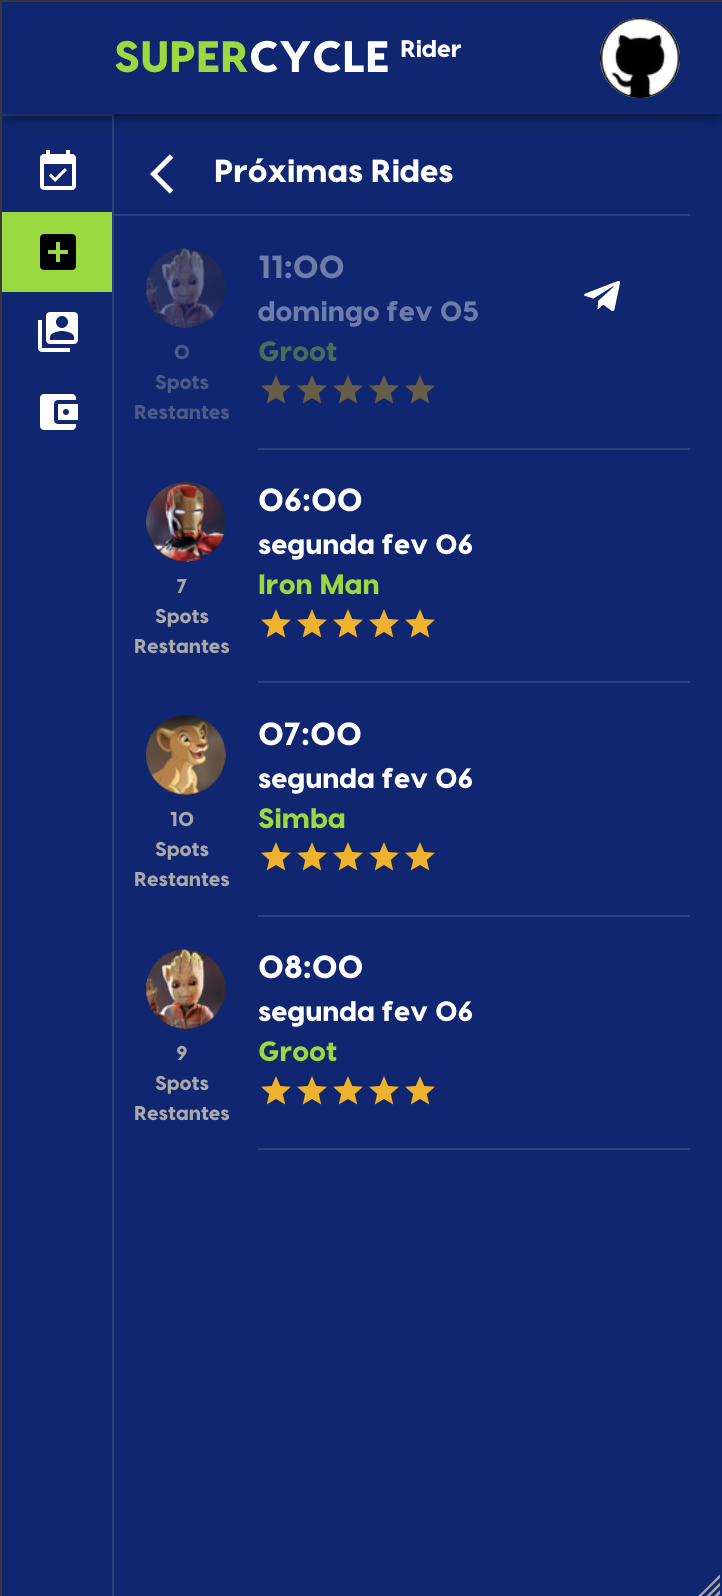 SUPERCYCLE Rider
Próximas Rides
11:00
domingo fev 05
Groot
0
Spots
Restantes
06:00
segunda fev 06
Iron Man
7
Spots
Restantes
07:00
segunda fev 06
Simba
10
Spots
Restantes
08:00
segunda fev 06
Groot
9
Spots
Restantes